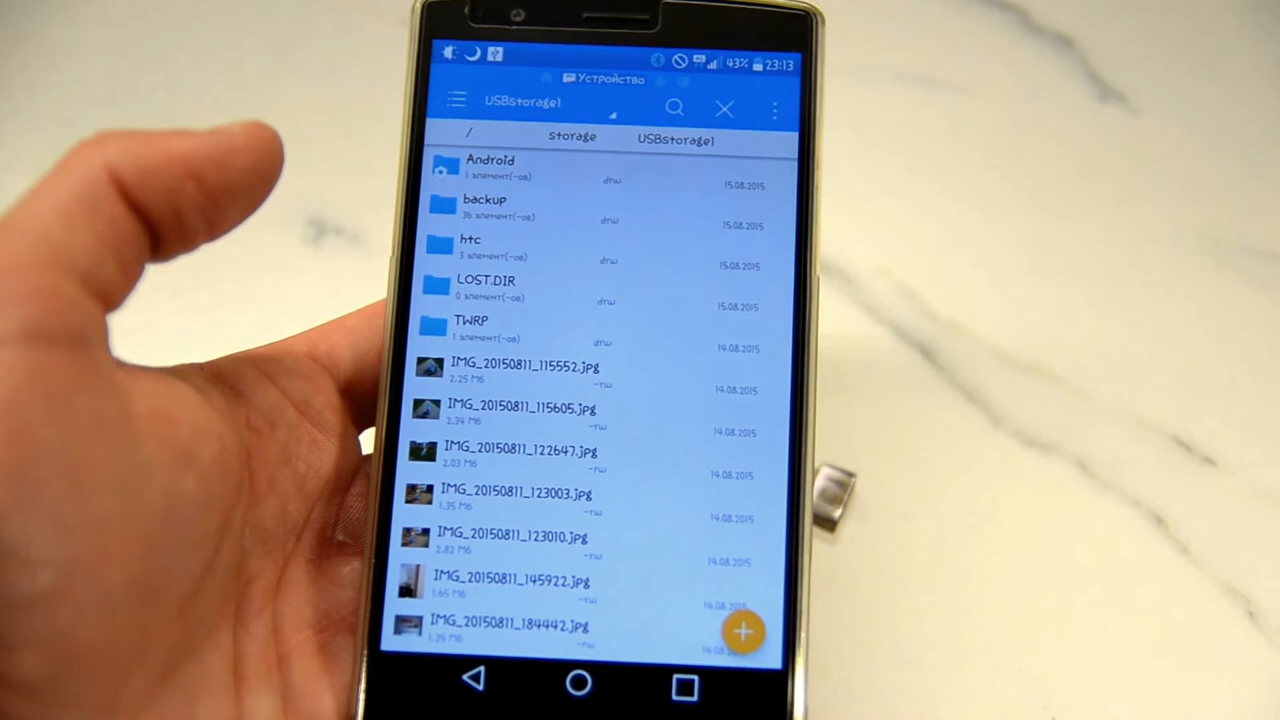 43% 23:13
Устройство
USBstorage1
/ storage USBstorage1
Android
1 элемент(-ов) drw 15.08.2015
backup
36 элемент(-ов) drw 15.08.2015
htc
3 элемент(-ов) drw 15.08.2015
LOST.DIR
0 элемент(-ов) drw 15.08.2015
TWRP
1 элемент(-ов) drw 14.08.2015
IMG_20150811_115552.jpg
2.25 Мб -rw 14.08.2015
IMG_20150811_115605.jpg
2.34 Мб -rw 14.08.2015
IMG_20150811_122647.jpg
2.03 Мб -rw 14.08.2015
IMG_20150811_123003.jpg
1.35 Мб -rw 14.08.2015
IMG_20150811_123010.jpg
2.82 Мб -rw 14.08.2015
IMG_20150811_145922.jpg
1.65 Мб -rw 14.08.2015
IMG_20150811_184442.jpg
-rw